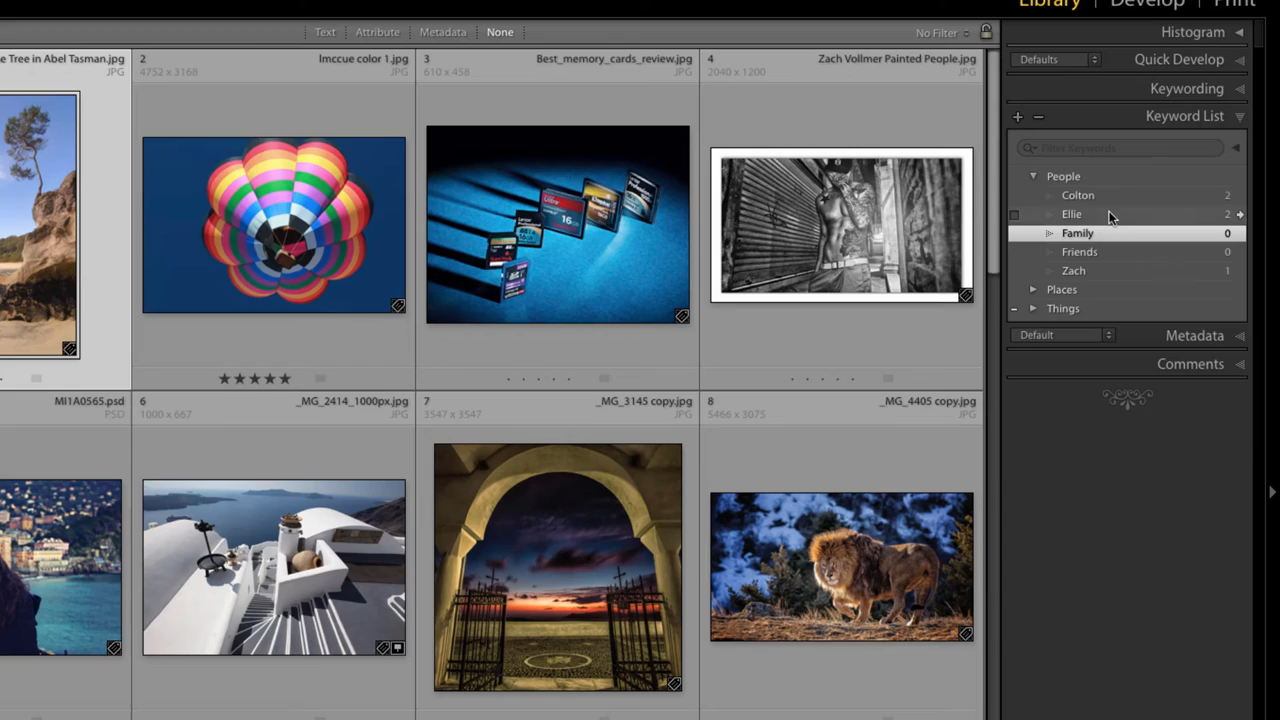 Library | Develop | Print
Text Attribute Metadata None
No Filter
Histogram
Defaults Quick Develop
Keywording
+ − Keyword List
Filter Keywords
People
Colton 2
Ellie 2
Family 0
Friends 0
Zach 1
Places
Things
Default Metadata
Comments
e Tree in Abel Tasman.jpg
JPG
2 Imccue color 1.jpg
4752 x 3168 JPG
3 Best_memory_cards_review.jpg
610 x 458 JPG
4 Zach Vollmer Painted People.jpg
2040 x 1200 JPG
MI1A0565.psd
PSD
6 _MG_2414_1000px.jpg
1000 x 667 JPG
7 _MG_3145 copy.jpg
3547 x 3547 JPG
8 _MG_4405 copy.jpg
5466 x 3075 JPG